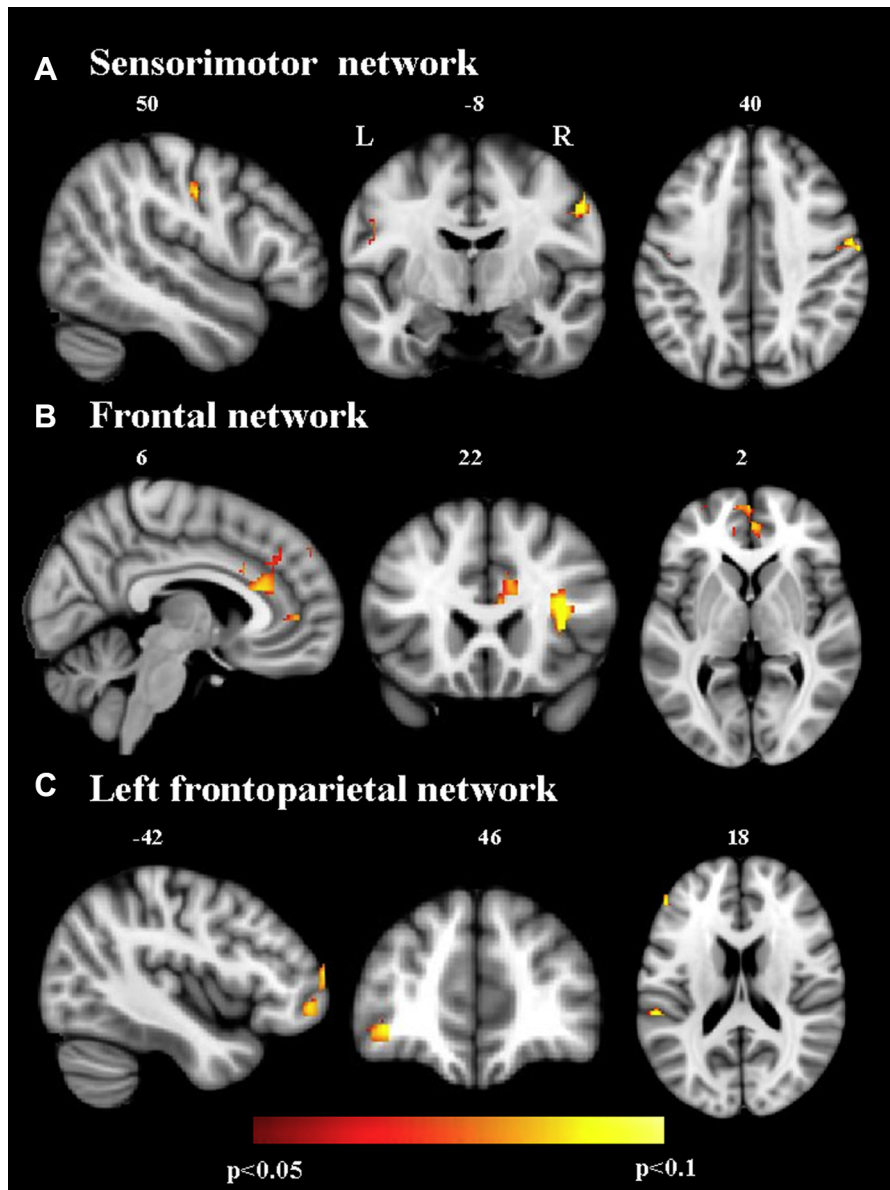 A Sensorimotor network
50 -8 40
L R
B Frontal network
6 22 2
C Left frontoparietal network
-42 46 18
p<0.05 p<0.1